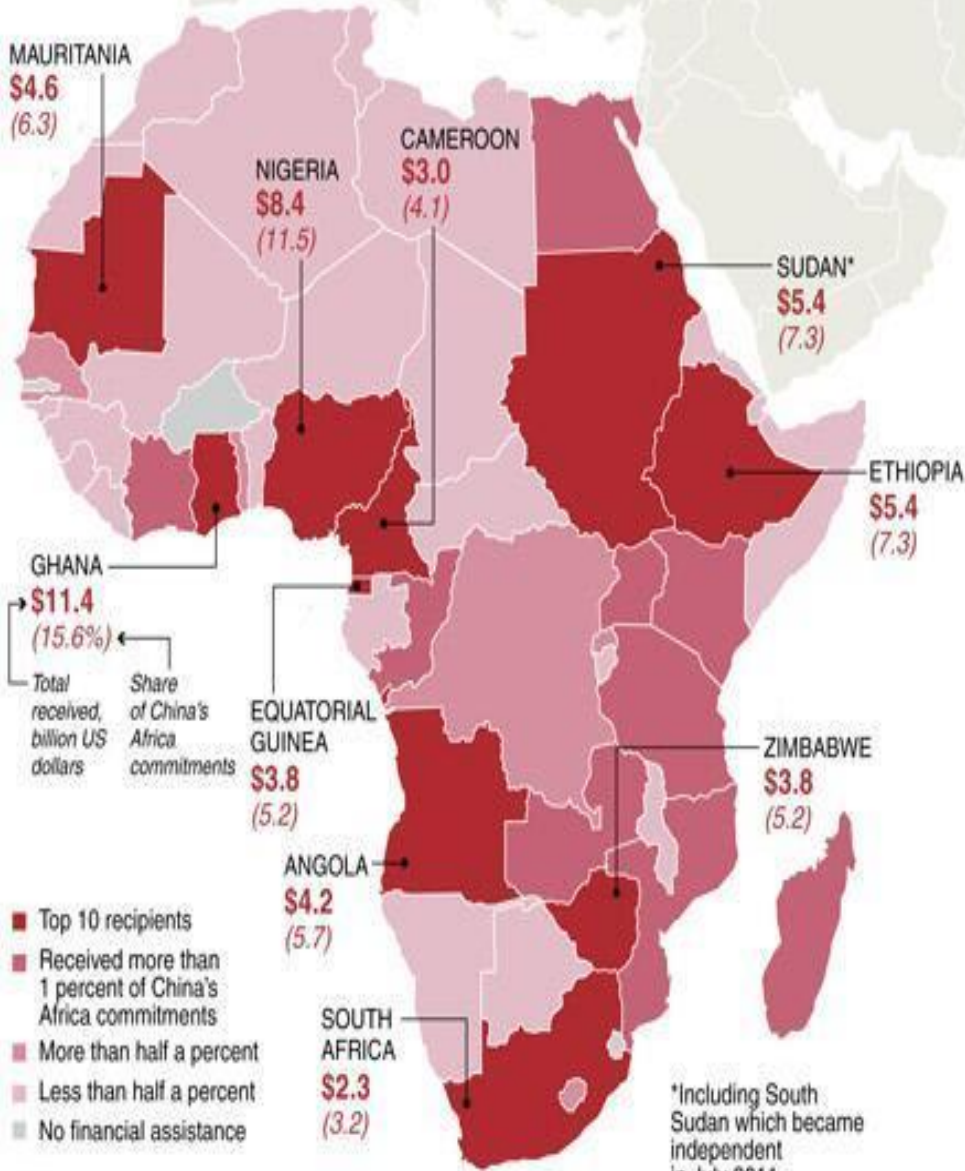 MAURITANIA
$4.6
(6.3)
NIGERIA
$8.4
(11.5)
CAMEROON
$3.0
(4.1)
SUDAN*
$5.4
(7.3)
ETHIOPIA
$5.4
(7.3)
GHANA
$11.4
(15.6%)
Total
received,
billion US
dollars
Share
of China's
Africa
commitments
EQUATORIAL
GUINEA
$3.8
(5.2)
ZIMBABWE
$3.8
(5.2)
ANGOLA
$4.2
(5.7)
SOUTH
AFRICA
$2.3
(3.2)
Top 10 recipients
Received more than
1 percent of China's
Africa commitments
More than half a percent
Less than half a percent
No financial assistance
*Including South
Sudan which became
independent
in July 2011